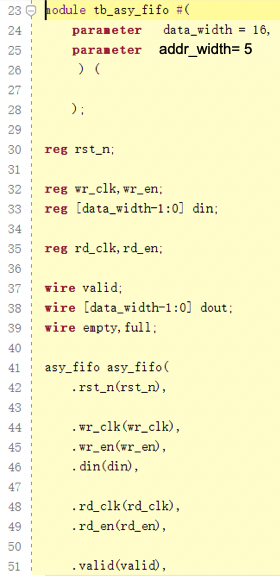 23 module tb_asy_fifo #(
24 parameter data_width = 16,
25 parameter addr_width= 5
26 ) (
27
28 );
29
30 reg rst_n;
31
32 reg wr_clk,wr_en;
33 reg [data_width-1:0] din;
34
35 reg rd_clk,rd_en;
36
37 wire valid;
38 wire [data_width-1:0] dout;
39 wire empty,full;
40
41 asy_fifo asy_fifo(
42 .rst_n(rst_n),
43
44 .wr_clk(wr_clk),
45 .wr_en(wr_en),
46 .din(din),
47
48 .rd_clk(rd_clk),
49 .rd_en(rd_en),
50
51 .valid(valid),